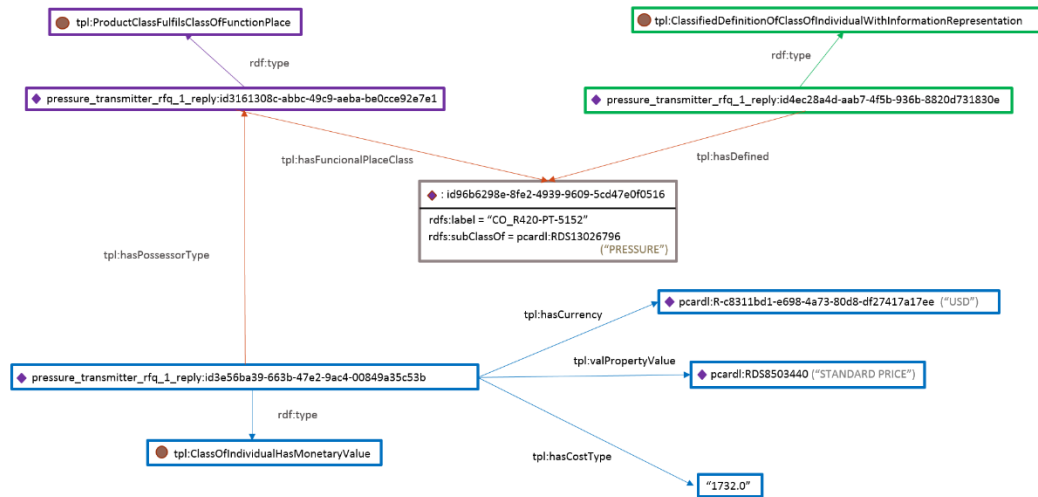 tpl:ProductClassFulfilsClassOfFunctionPlace
tpl:ClassifiedDefinitionOfClassOfIndividualWithInformationRepresentation
rdf:type
rdf:type
pressure_transmitter_rfq_1_reply:id3161308c-abbc-49c9-aeba-be0cce92e7e1
pressure_transmitter_rfq_1_reply:id4ec28a4d-aab7-4f5b-936b-8820d731830e
tpl:hasFuncionalPlaceClass
tpl:hasDefined
: id96b6298e-8fe2-4939-9609-5cd47e0f0516
rdfs:label = “CO_R420-PT-5152”
rdfs:subClassOf = pcardl:RDS13026796
(“PRESSURE”)
tpl:hasPossessorType
pcardl:R-c8311bd1-e698-4a73-80d8-df27417a17ee (“USD”)
tpl:hasCurrency
tpl:valPropertyValue
pressure_transmitter_rfq_1_reply:id3e56ba39-663b-47e2-9ac4-00849a35c53b
pcardl:RDS8503440 (“STANDARD PRICE”)
rdf:type
tpl:ClassOfIndividualHasMonetaryValue
tpl:hasCostType
“1732.0”